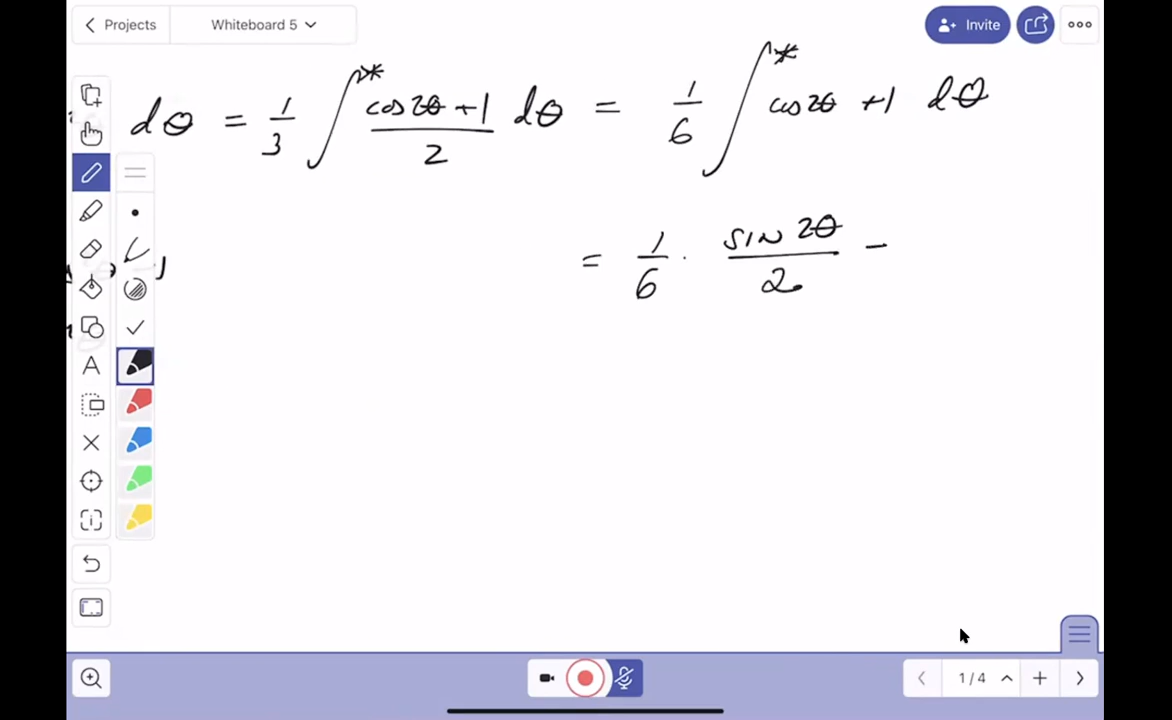 Projects Whiteboard 5 Invite
dθ = 1/3 ∫* (cos 2θ + 1)/2 dθ = 1/6 ∫* cos 2θ + 1 dθ
= 1/6 · sin 2θ/2 –
A
1/4